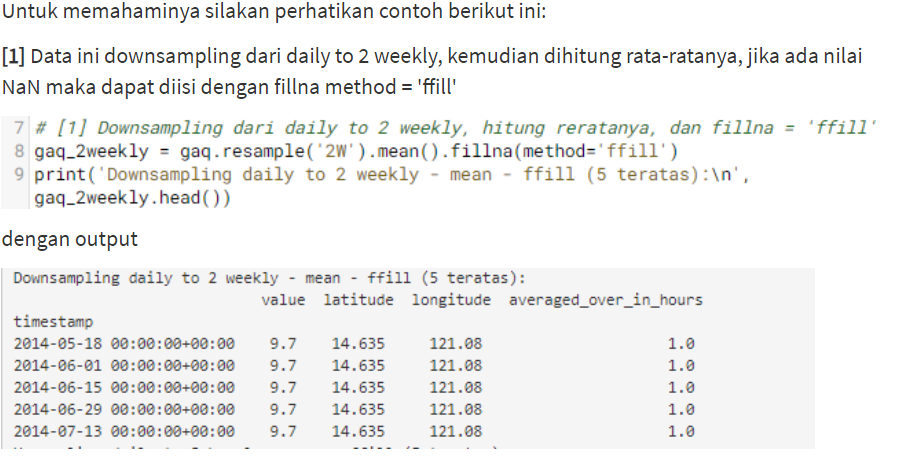 Untuk memahaminya silakan perhatikan contoh berikut ini:
[1] Data ini downsampling dari daily to 2 weekly, kemudian dihitung rata-ratanya, jika ada nilai
NaN maka dapat diisi dengan fillna method = 'ffill'
7 # [1] Downsampling dari daily to 2 weekly, hitung reratanya, dan fillna = 'ffill'
8 gaq_2weekly = gaq.resample('2W').mean().fillna(method='ffill')
9 print('Downsampling daily to 2 weekly - mean - ffill (5 teratas):\n',
gaq_2weekly.head())
dengan output
Downsampling daily to 2 weekly - mean - ffill (5 teratas):
value latitude longitude averaged_over_in_hours
timestamp
2014-05-18 00:00:00+00:00 9.7 14.635 121.08 1.0
2014-06-01 00:00:00+00:00 9.7 14.635 121.08 1.0
2014-06-15 00:00:00+00:00 9.7 14.635 121.08 1.0
2014-06-29 00:00:00+00:00 9.7 14.635 121.08 1.0
2014-07-13 00:00:00+00:00 9.7 14.635 121.08 1.0